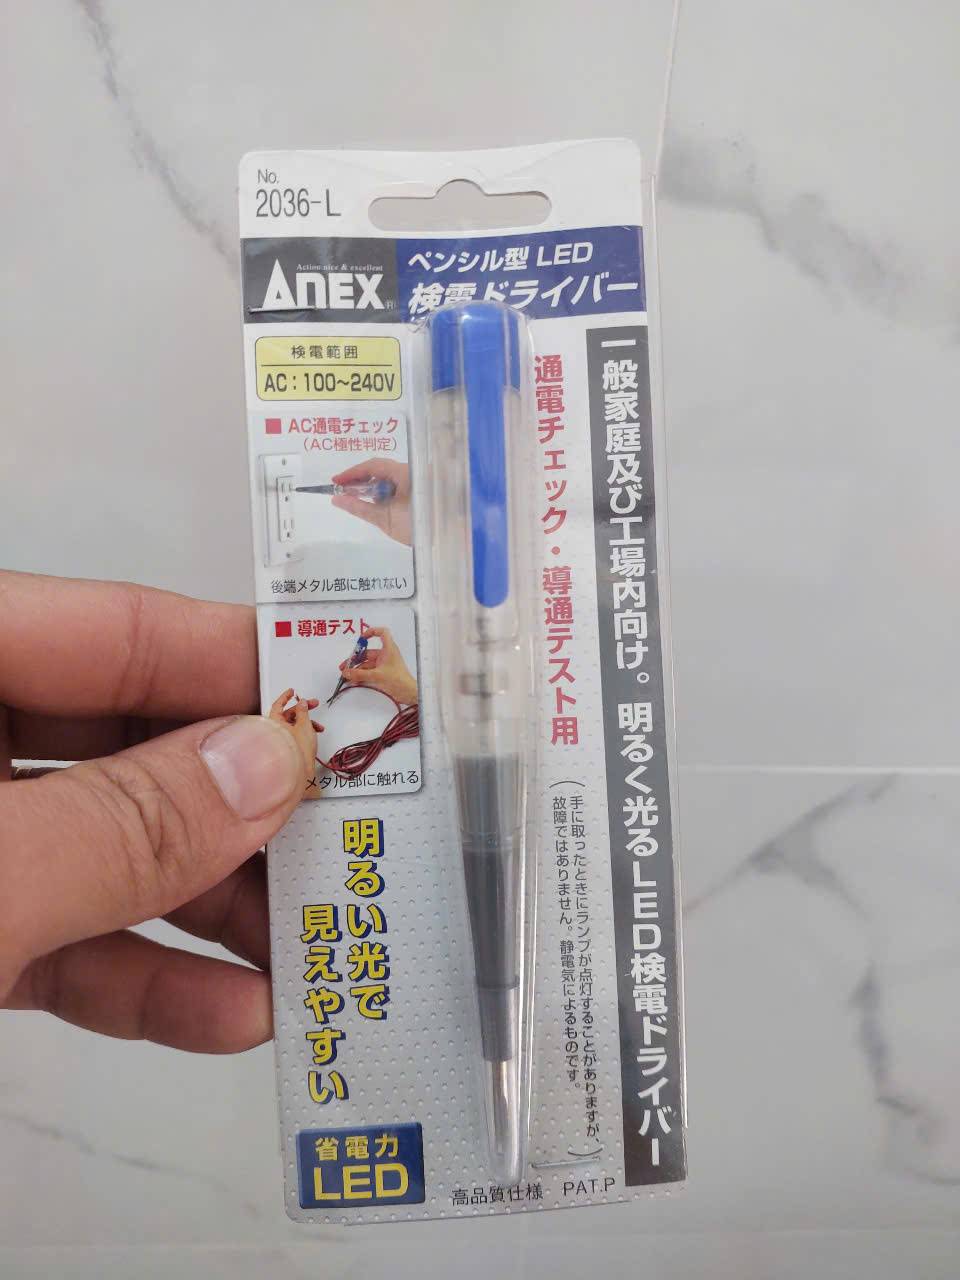 No.
2036-L
Action nice & excellent
ANEX®
ペンシル型 LED
検電ドライバー
検電範囲
AC：100〜240V
■ AC通電チェック
（AC極性判定）
後端メタル部に触れない
■ 導通テスト
メタル部に触れる
通電チェック・導通テスト用
（手に取ったときにランプが点灯することがありますが、
故障ではありません。静電気によるものです。）
一般家庭及び工場内向け。明るく光るLED検電ドライバー
明るい光で
見えやすい
省電力
LED
高品質仕様 PAT.P